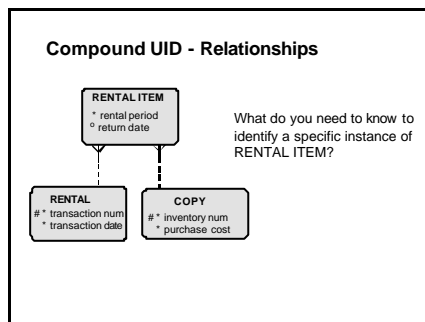 Compound UID - Relationships
RENTAL ITEM
* rental period
o return date
What do you need to know to
identify a specific instance of
RENTAL ITEM?
RENTAL
# * transaction num
* transaction date
COPY
# * inventory num
* purchase cost